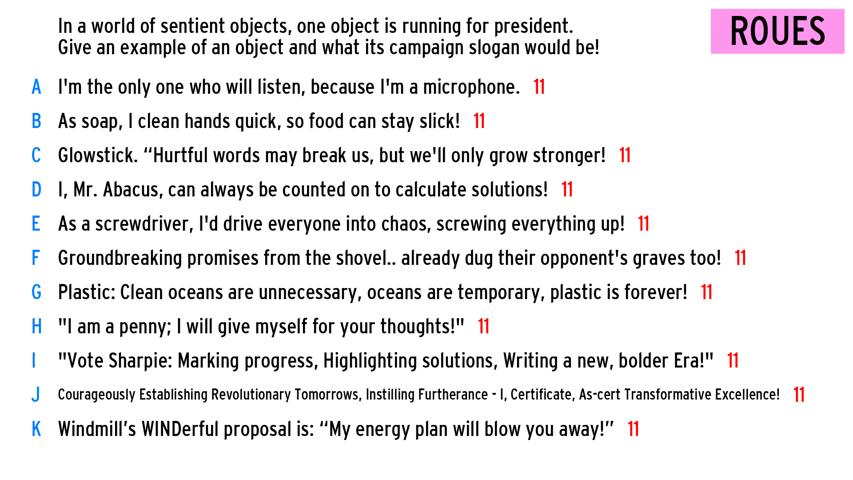 In a world of sentient objects, one object is running for president.
Give an example of an object and what its campaign slogan would be!
ROUES
A I'm the only one who will listen, because I'm a microphone. 11
B As soap, I clean hands quick, so food can stay slick! 11
C Glowstick. “Hurtful words may break us, but we'll only grow stronger! 11
D I, Mr. Abacus, can always be counted on to calculate solutions! 11
E As a screwdriver, I'd drive everyone into chaos, screwing everything up! 11
F Groundbreaking promises from the shovel.. already dug their opponent's graves too! 11
G Plastic: Clean oceans are unnecessary, oceans are temporary, plastic is forever! 11
H "I am a penny; I will give myself for your thoughts!" 11
I "Vote Sharpie: Marking progress, Highlighting solutions, Writing a new, bolder Era!" 11
J Courageously Establishing Revolutionary Tomorrows, Instilling Furtherance - I, Certificate, As-cert Transformative Excellence! 11
K Windmill’s WINDerful proposal is: “My energy plan will blow you away!” 11